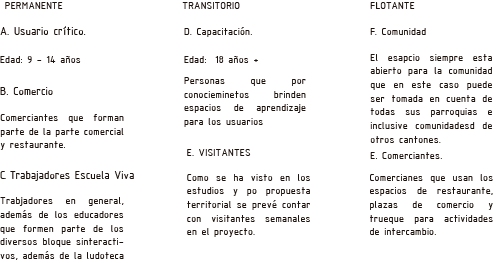 PERMANENTE
A. Usuario crítico.
Edad: 9 - 14 años
B. Comercio
Comerciantes que forman
parte de la parte comercial
y restaurante.
C Trabajadores Escuela Viva
Trabjadores en general,
además de los educadores
que formen parte de los
diversos bloque sinteracti-
vos, además de la ludoteca
TRANSITORIO
D. Capacitación.
Edad: 18 años +
Personas que por
conocieminetos brinden
espacios de aprendizaje
para los usuarios
E. VISITANTES
Como se ha visto en los
estudios y po propuesta
territorial se prevé contar
con visitantes semanales
en el proyecto.
FLOTANTE
F. Comunidad
El esapcio siempre esta
abierto para la comunidad
que en este caso puede
ser tomada en cuenta de
todas sus parroquias e
inclusive comunidadesd de
otros cantones.
E. Comerciantes.
Comercianes que usan los
espacios de restaurante,
plazas de comercio y
trueque para actividades
de intercambio.